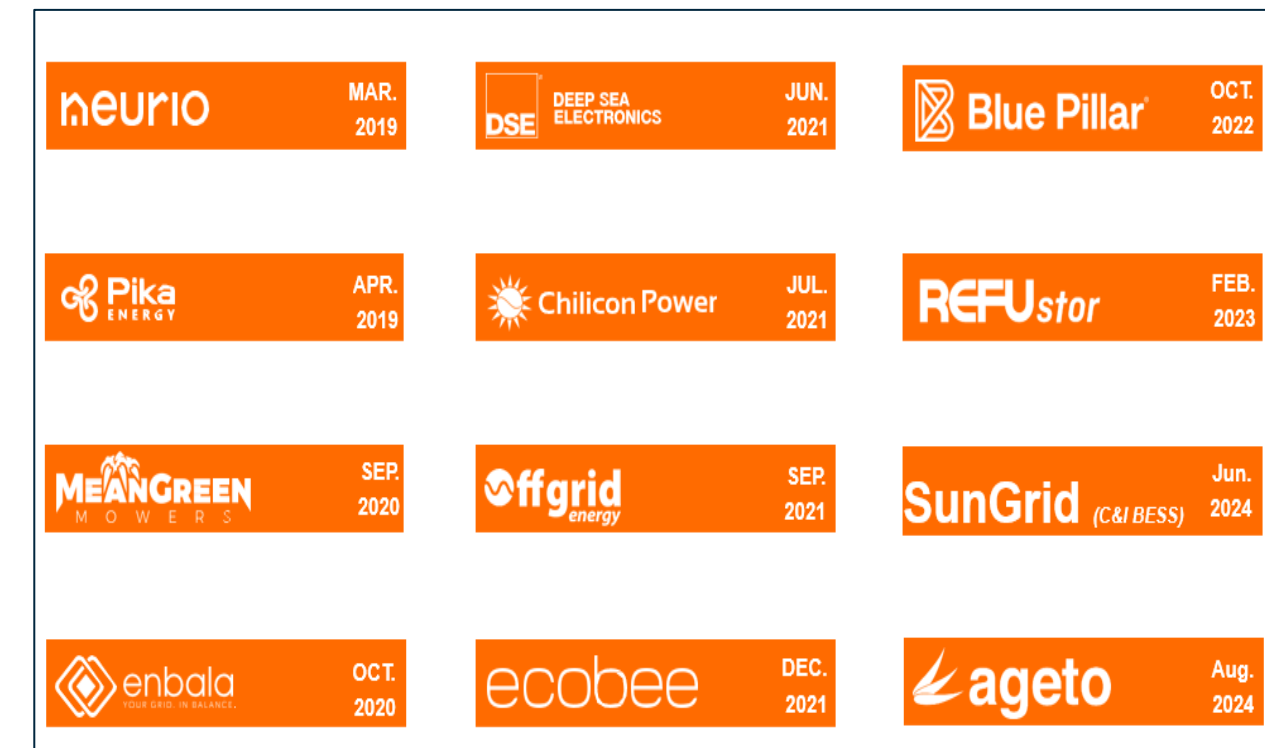 neurio
MAR.
2019
DSE
DEEP SEA
ELECTRONICS
JUN.
2021
Blue Pillar
OCT.
2022
Pika
ENERGY
APR.
2019
Chilicon Power
JUL.
2021
REFUstor
FEB.
2023
MEANGREEN
MOWERS
SEP.
2020
Offgrid
energy
SEP.
2021
SunGrid (C&I BESS)
Jun.
2024
enbala
YOUR GRID. IN BALANCE.
OCT.
2020
ecobee
DEC.
2021
ageto
Aug.
2024